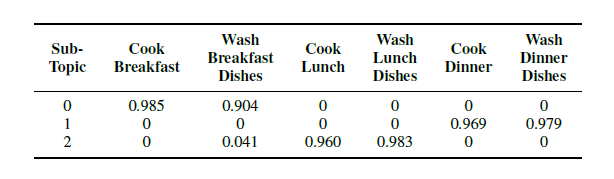 Sub-Topic Cook Breakfast Wash Breakfast Dishes Cook Lunch Wash Lunch Dishes Cook Dinner Wash Dinner Dishes
0 0.985 0.904 0 0 0 0
1 0 0 0 0 0.969 0.979
2 0 0.041 0.960 0.983 0 0